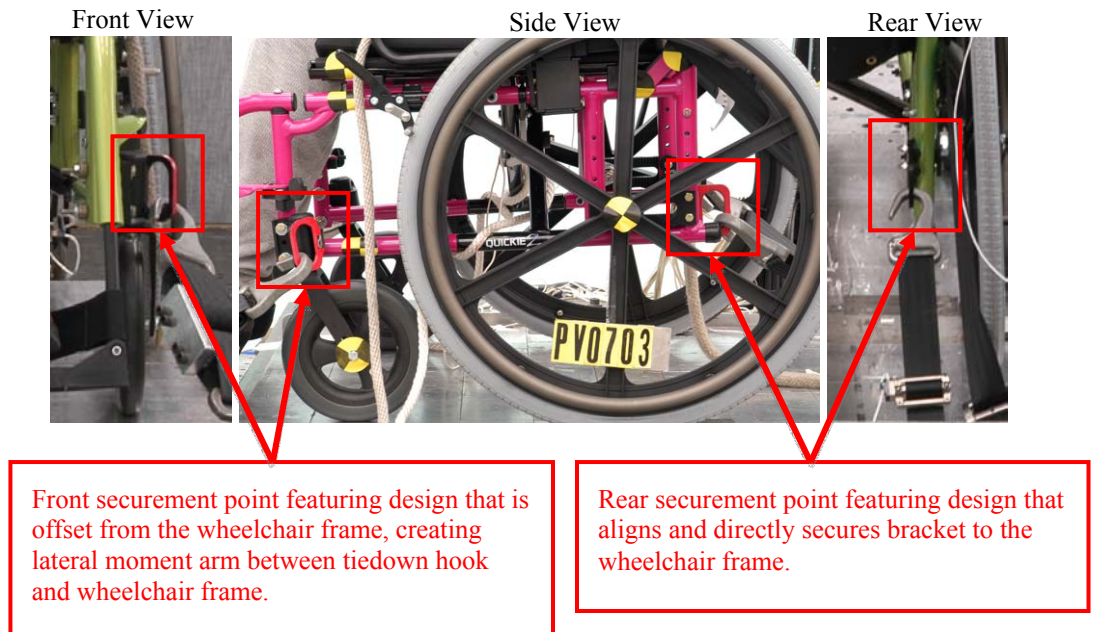 Front View
Side View
Rear View
QUICKIE 2
PV0703
Front securement point featuring design that is
offset from the wheelchair frame, creating
lateral moment arm between tiedown hook
and wheelchair frame.
Rear securement point featuring design that
aligns and directly secures bracket to the
wheelchair frame.